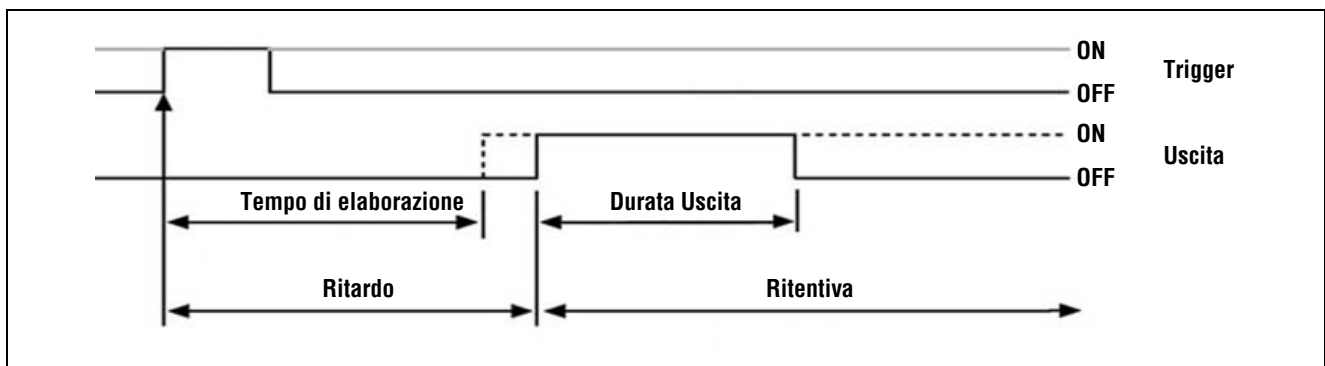 ON
Trigger
OFF
ON
Uscita
OFF
Tempo di elaborazione
Durata Uscita
Ritardo
Ritentiva